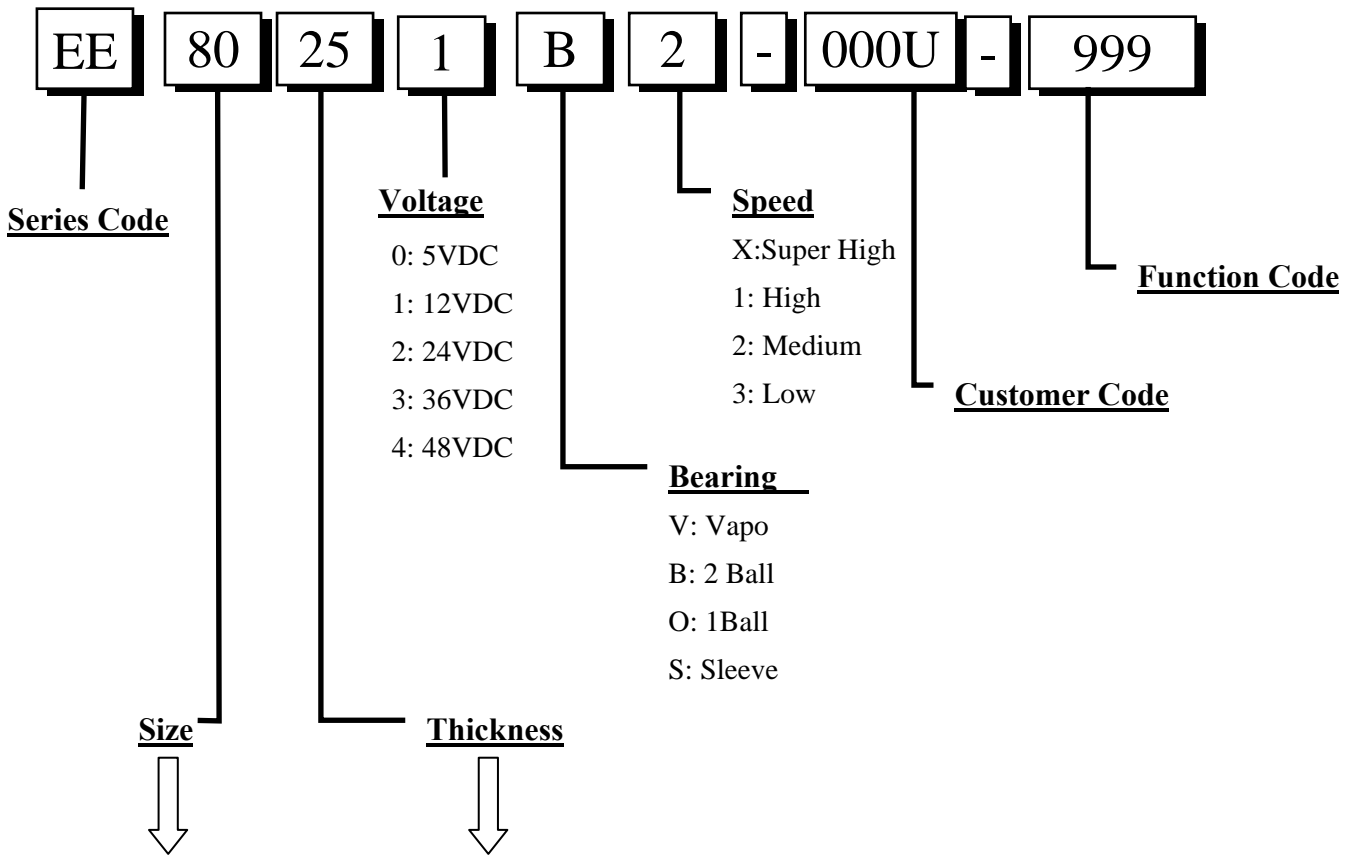 EE 80 25 1 B 2 - 000U - 999
Series Code
Voltage
0: 5VDC
1: 12VDC
2: 24VDC
3: 36VDC
4: 48VDC
Speed
X:Super High
1: High
2: Medium
3: Low
Function Code
Customer Code
Bearing
V: Vapo
B: 2 Ball
O: 1Ball
S: Sleeve
Size
Thickness